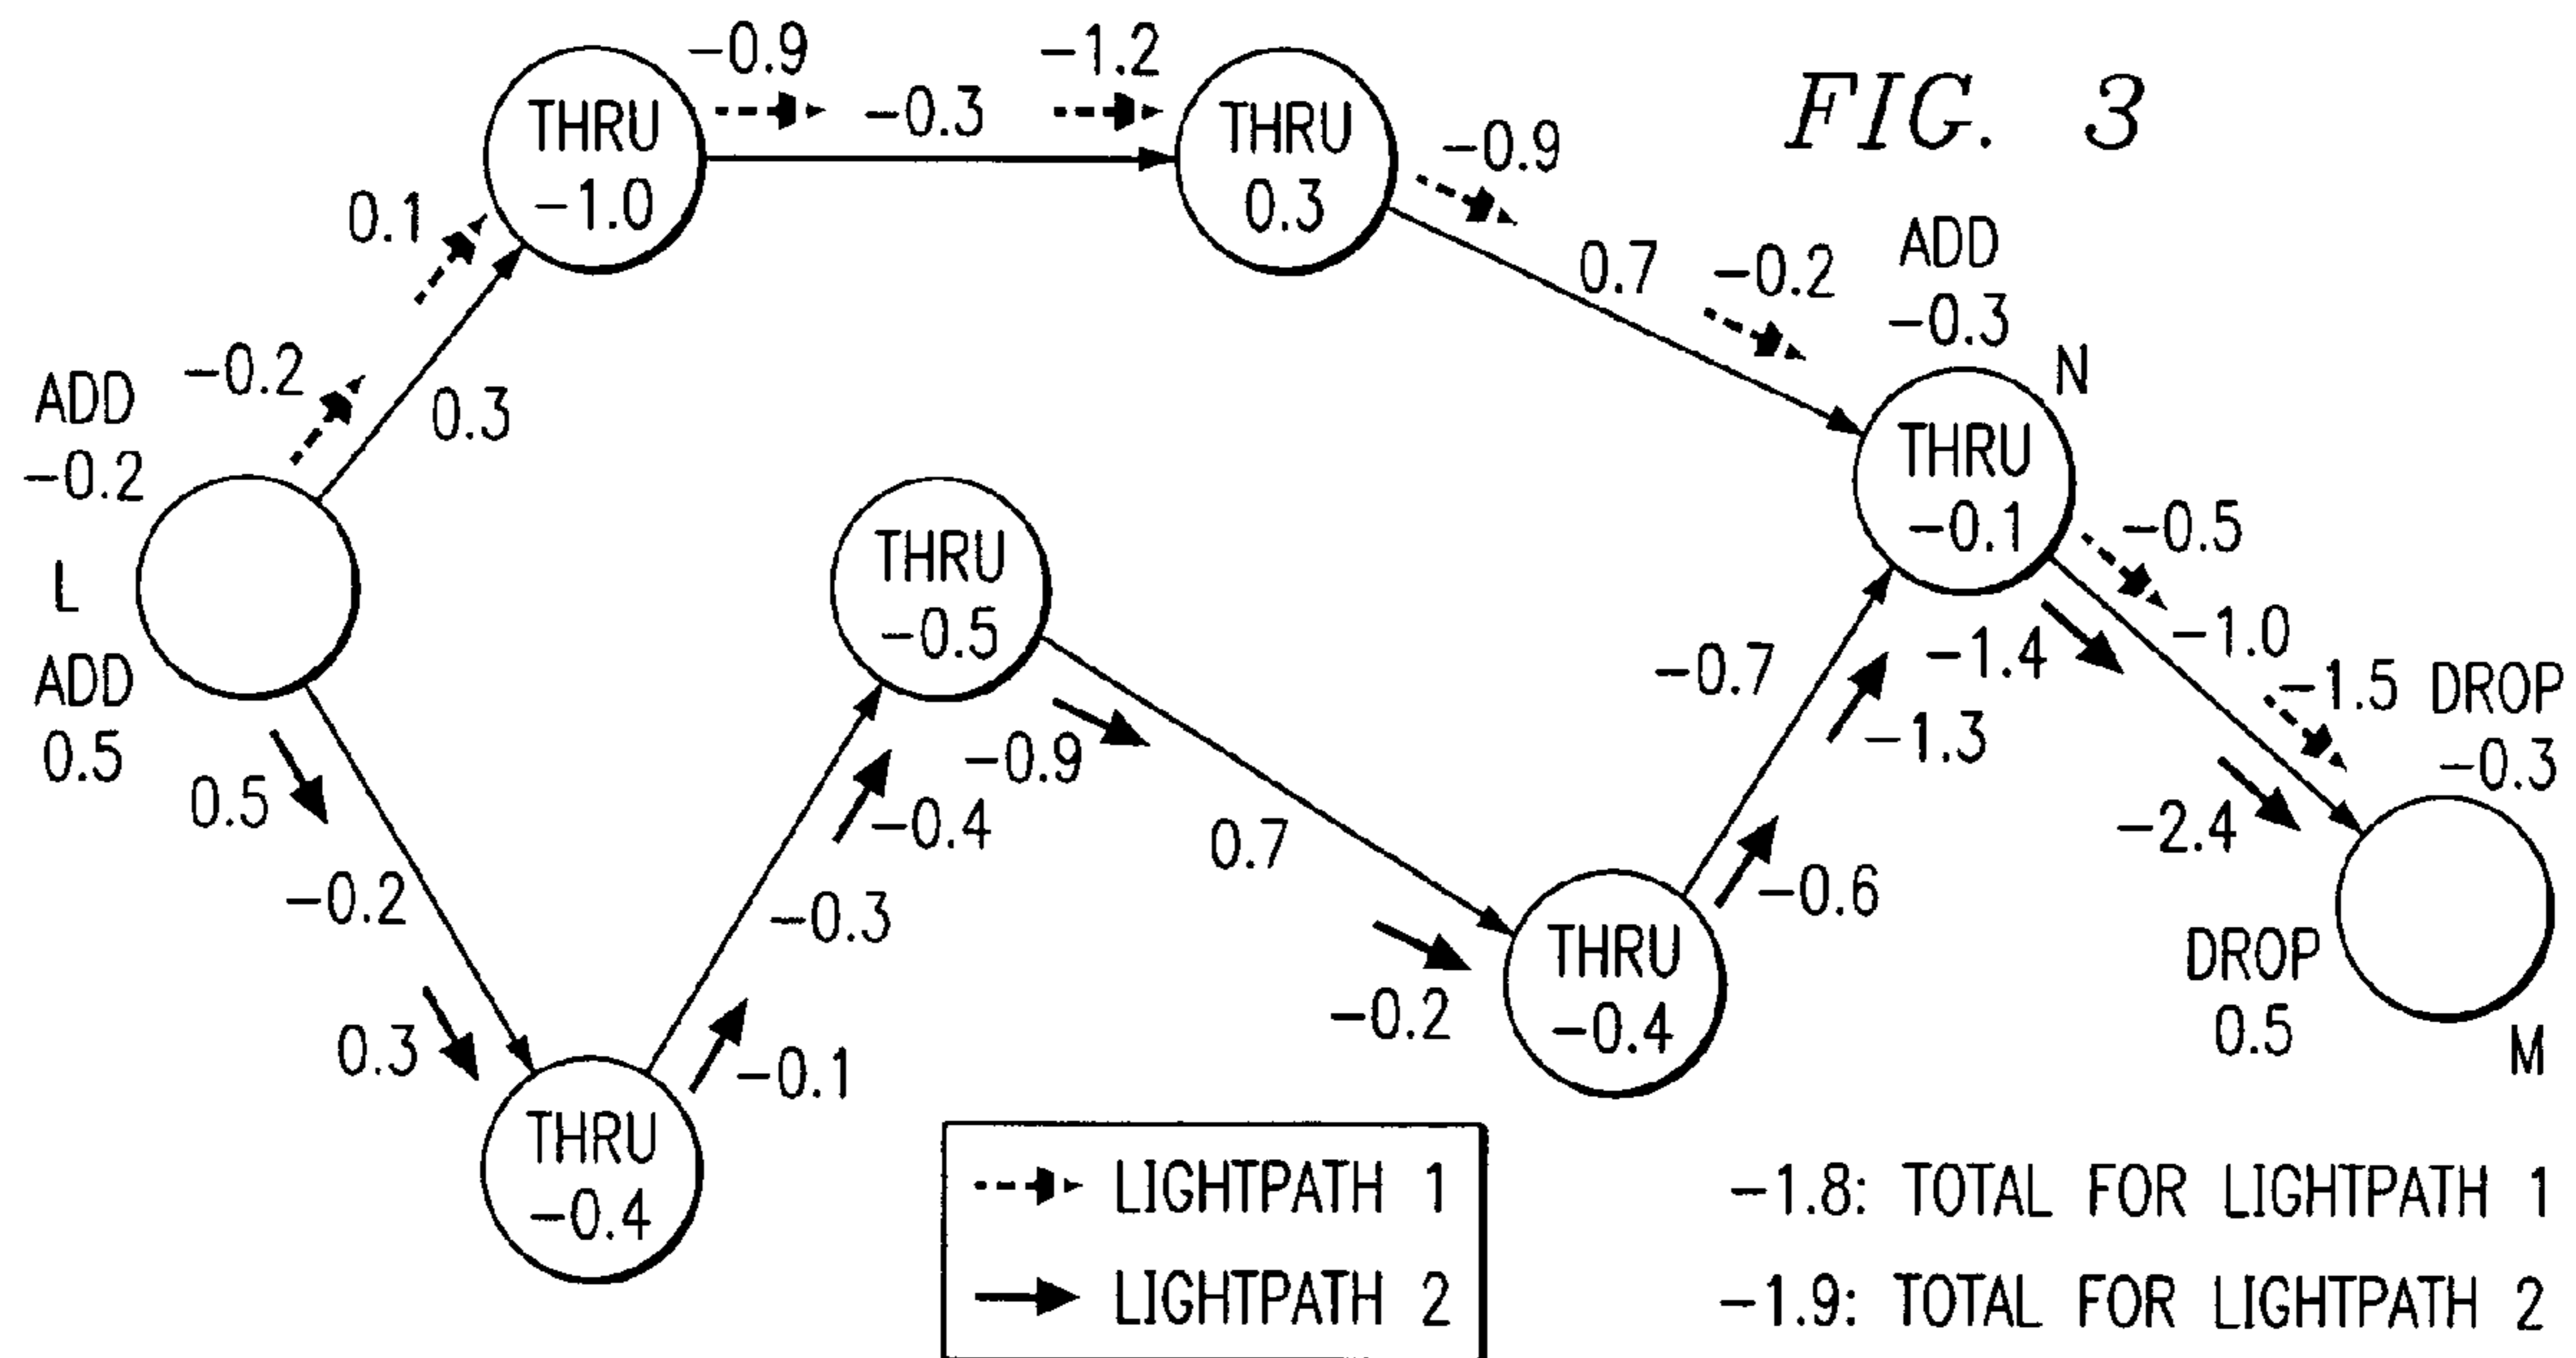 FIG. 3
-0.9
-1.2
-0.3
THRU
-1.0
THRU
0.3
-0.9
0.1
0.7
-0.2
ADD
-0.3
N
ADD
-0.2
-0.2
0.3
THRU
-0.1
-0.5
L
THRU
-0.5
-0.7
-1.4
-1.0
-1.5
DROP
-0.3
ADD
0.5
0.5
-0.9
-1.3
-0.4
0.7
-2.4
-0.2
-0.3
-0.6
-0.2
THRU
-0.4
DROP
0.5
M
0.3
-0.1
THRU
-0.4
LIGHTPATH 1
LIGHTPATH 2
-1.8: TOTAL FOR LIGHTPATH 1
-1.9: TOTAL FOR LIGHTPATH 2